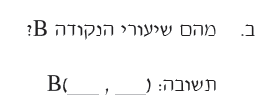 ב. מהם שיעורי הנקודה B?
תשובה: B(___ , ___)